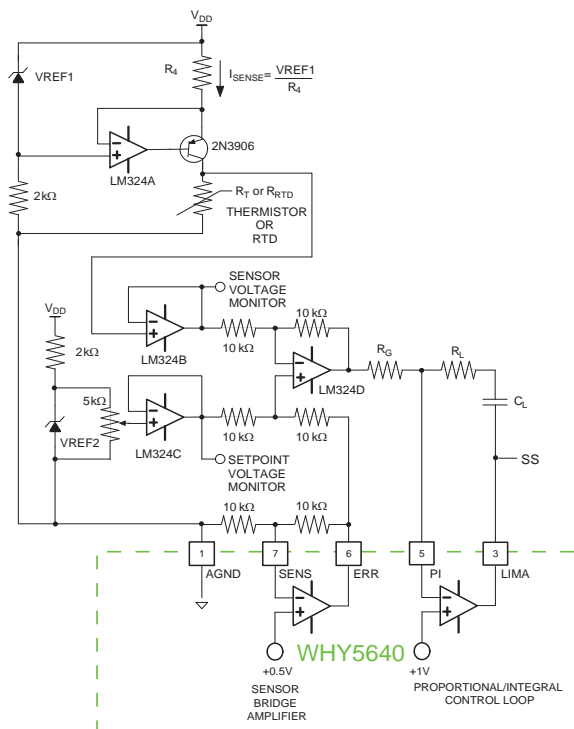 VDD
VREF1
R4
ISENSE= VREF1
R4
2N3906
LM324A
2kΩ
RT or RRTD
THERMISTOR
OR
RTD
SENSOR
VOLTAGE
MONITOR
VDD
2kΩ
LM324B
10 kΩ
10 kΩ
LM324D
RG
RL
CL
5kΩ
VREF2
LM324C
10 kΩ
10 kΩ
SS
SETPOINT
VOLTAGE
MONITOR
10 kΩ
10 kΩ
1
7
6
5
3
AGND
SENS
ERR
PI
LIMA
WHY5640
+0.5V
+1V
SENSOR
BRIDGE
AMPLIFIER
PROPORTIONAL/INTEGRAL
CONTROL LOOP